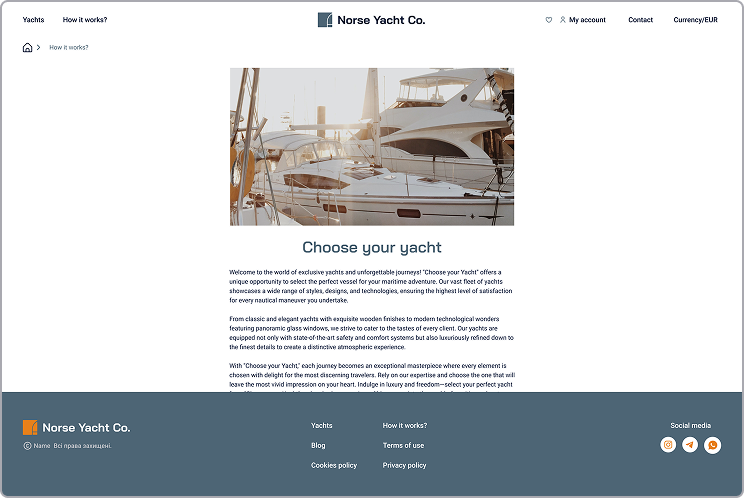 Yachts
How it works?
Norse Yacht Co.
My account
Contact
Currency/EUR
How it works?
Choose your yacht
Welcome to the world of exclusive yachts and unforgettable journeys! "Choose your Yacht" offers a
unique opportunity to select the perfect vessel for your maritime adventure. Our vast fleet of yachts
showcases a wide range of styles, designs, and technologies, ensuring the highest level of satisfaction
for every nautical maneuver you undertake.
From classic and elegant yachts with exquisite wooden finishes to modern technological wonders
featuring panoramic glass windows, we strive to cater to the tastes of every client. Our yachts are
equipped not only with state-of-the-art safety and comfort systems but also luxuriously refined down to
the finest details to create a distinctive atmospheric experience.
With "Choose your Yacht," each journey becomes an exceptional masterpiece where every element is
chosen with delight for the most discerning travelers. Rely on our expertise and choose the one that will
leave the most vivid impression on your heart. Indulge in luxury and freedom—select your perfect yacht
Norse Yacht Co.
© Name Всі права захищені.
Yachts
How it works?
Blog
Terms of use
Cookies policy
Privacy policy
Social media